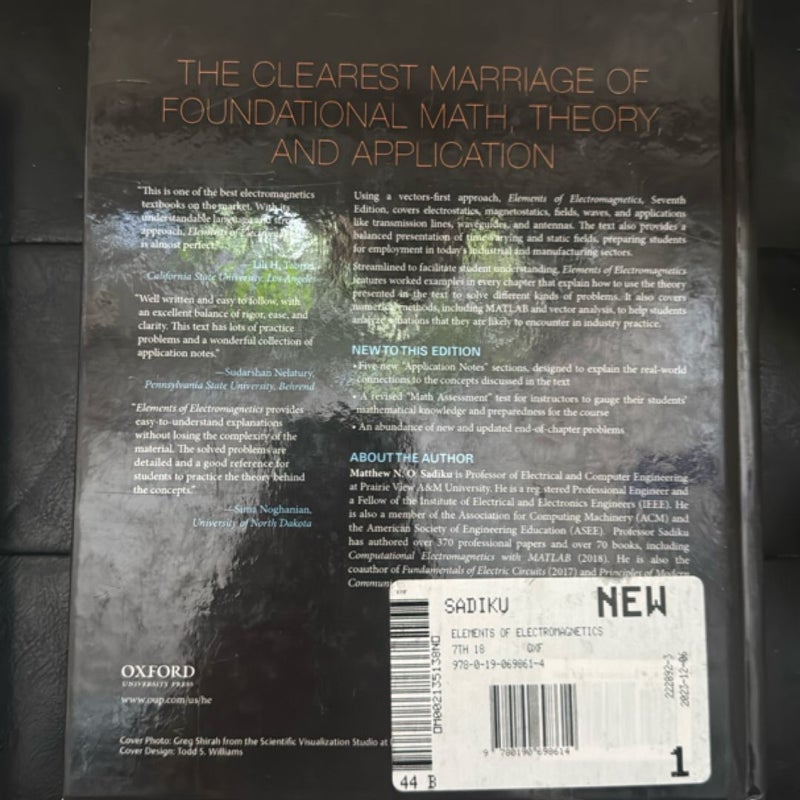 THE CLEAREST MARRIAGE OF
FOUNDATIONAL MATH, THEORY,
AND APPLICATION
"This is one of the best electromagnetics
textbooks on the market. With its
understandable language and
approach, Elements of
is almost perfect."
California State University, Los Angeles
"Well written and easy to follow, with
an excellent balance of rigor, ease, and
clarity. This text has lots of practice
problems and a wonderful collection of
application notes."
—Sudarshan Nelatury,
Pennsylvania State University, Behrend
"Elements of Electromagnetics provides
easy-to-understand explanations
without losing the complexity of the
material. The solved problems are
detailed and a good reference for
students to practice the theory behind
the concepts."
—Sima Noghanian,
University of North Dakota
Using a vectors-first approach, Elements of Electromagnetics, Seventh
Edition, covers electrostatics, magnetostatics, fields, waves, and applications
like transmission lines, waveguides, and antennas. The text also provides a
balanced presentation of time-varying and static fields, preparing students
for employment in today's industrial and manufacturing sectors.
Streamlined to facilitate student understanding, Elements of Electromagnetics
features worked examples in every chapter that explain how to use the theory
presented in the text to solve different kinds of problems. It also covers
numerical methods, including MATLAB and vector analysis, to help students
analyze situations that they are likely to encounter in industry practice.
NEW TO THIS EDITION
• Five new "Application Notes" sections, designed to explain the real-world
connections to the concepts discussed in the text
• A revised "Math Assessment" test for instructors to gauge their students'
mathematical knowledge and preparedness for the course
• An abundance of new and updated end-of-chapter problems
ABOUT THE AUTHOR
Matthew N. O. Sadiku is Professor of Electrical and Computer Engineering
at Prairie View A&M University. He is a registered Professional Engineer and
a Fellow of the Institute of Electrical and Electronics Engineers (IEEE). He
is also a member of the Association for Computing Machinery (ACM) and
the American Society of Engineering Education (ASEE). Professor Sadiku
has authored over 370 professional papers and over 70 books, including
Computational Electromagnetics with MATLAB (2018). He is also the
coauthor of Fundamentals of Electric Circuits (2017) and Principles of Modern
Communi
OXFORD
UNIVERSITY PRESS
www.oup.com/us/he
Cover Photo: Greg Shirah from the Scientific Visualization Studio at
Cover Design: Todd S. Williams
SADIKU
NEW
ELEMENTS OF ELECTROMAGNETICS
7TH 18 OXF
978-0-19-069861-4
9 780190 698614
0M002135138ND
222892-3
2023-12-06
44 B
1